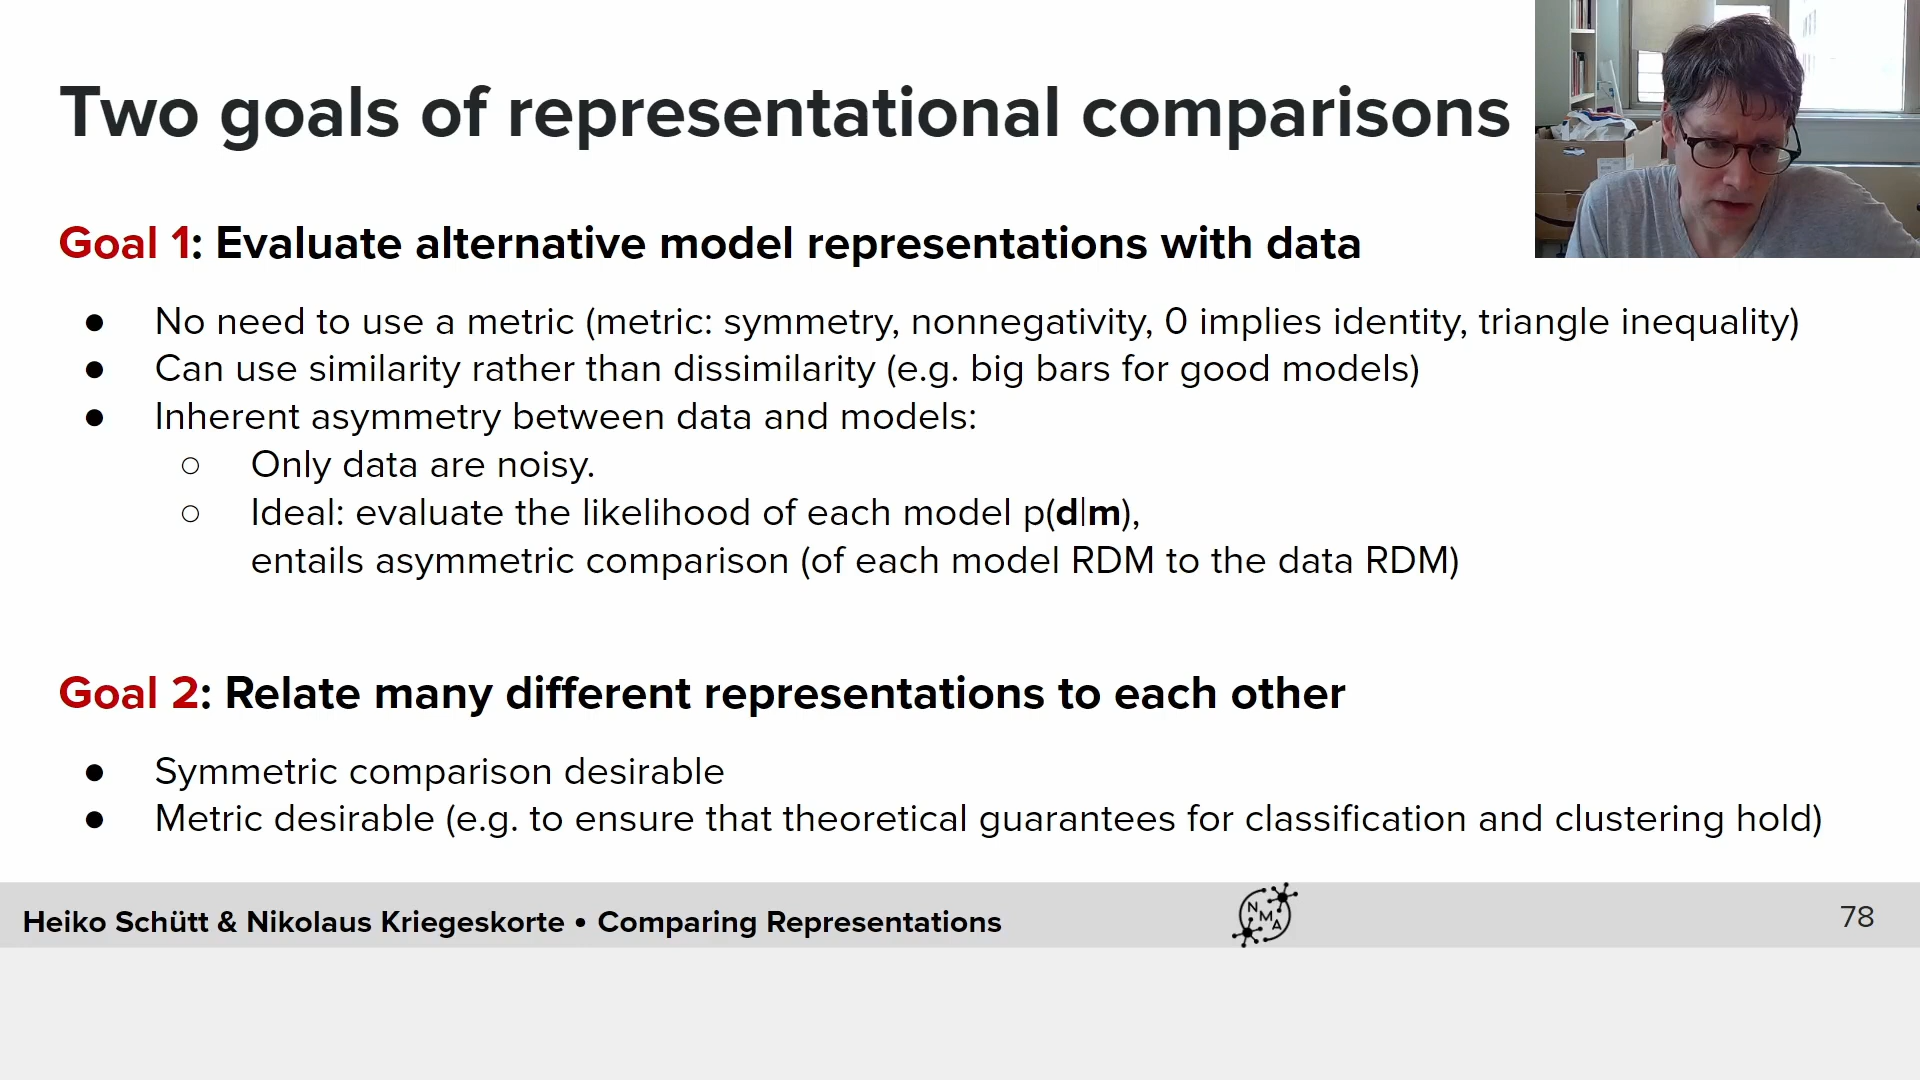 Two goals of representational comparisons
Goal 1: Evaluate alternative model representations with data
● No need to use a metric (metric: symmetry, nonnegativity, 0 implies identity, triangle inequality)
● Can use similarity rather than dissimilarity (e.g. big bars for good models)
● Inherent asymmetry between data and models:
○ Only data are noisy.
○ Ideal: evaluate the likelihood of each model p(d|m),
entails asymmetric comparison (of each model RDM to the data RDM)
Goal 2: Relate many different representations to each other
● Symmetric comparison desirable
● Metric desirable (e.g. to ensure that theoretical guarantees for classification and clustering hold)
Heiko Schütt & Nikolaus Kriegeskorte • Comparing Representations
N M A
78